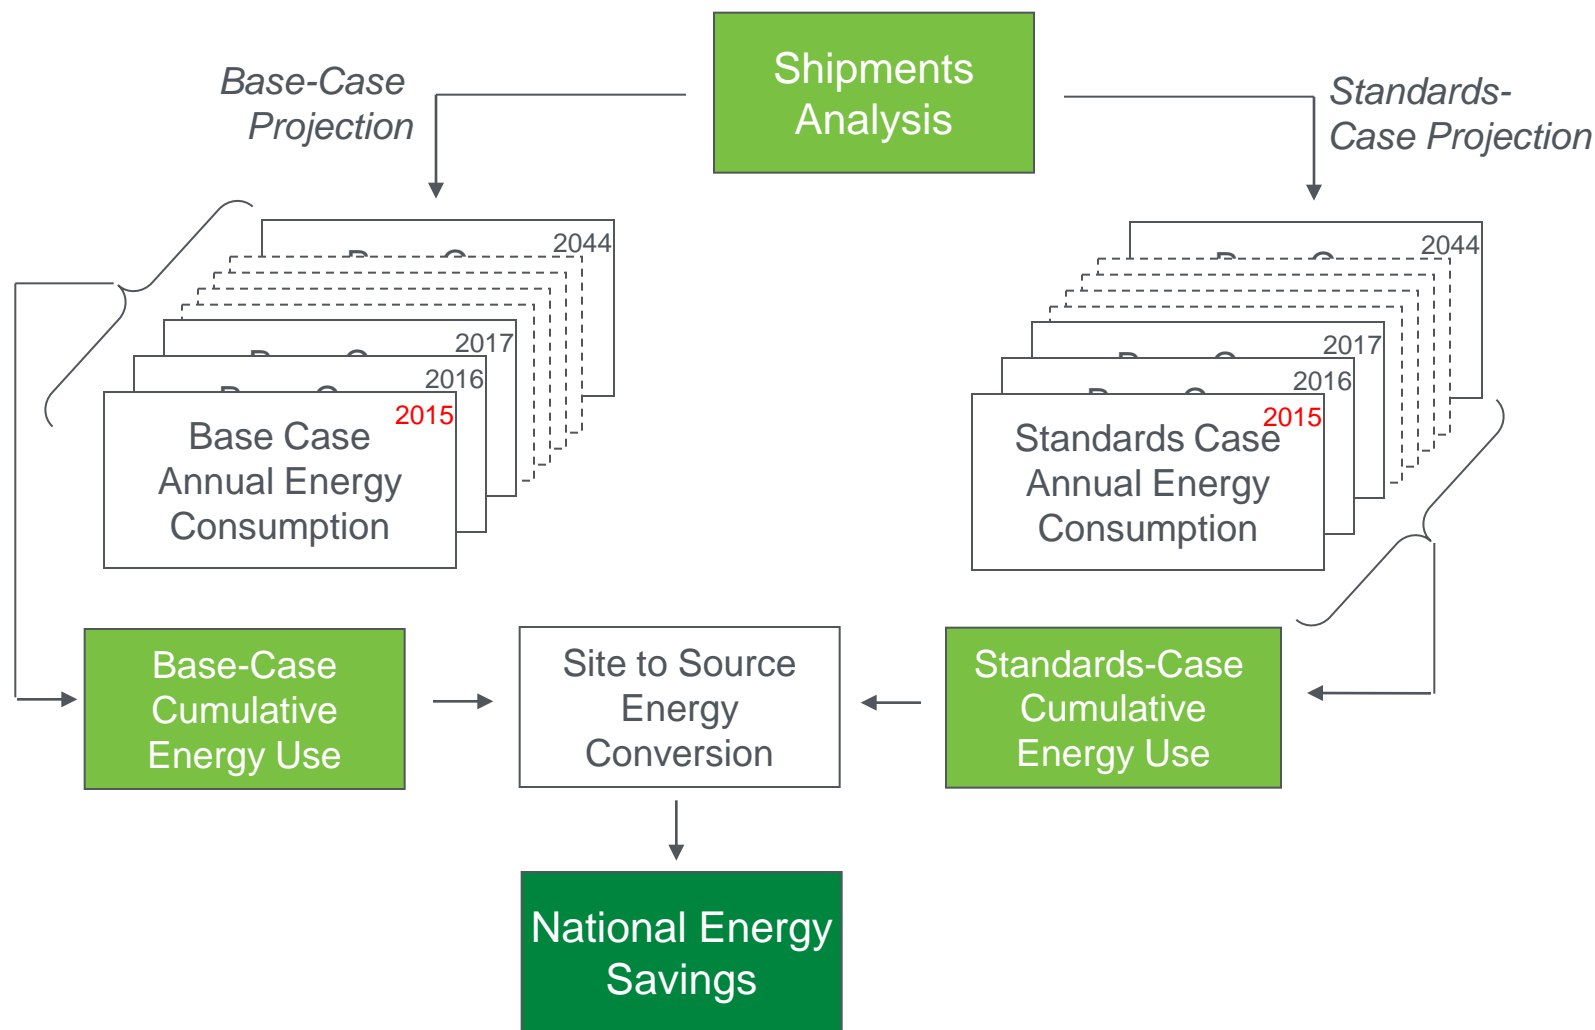 Shipments
Analysis
Base-Case
Projection
Standards-
Case Projection
2044
2017
2016
2015
Base Case
Annual Energy
Consumption
2044
2017
2016
2015
Standards Case
Annual Energy
Consumption
Base-Case
Cumulative
Energy Use
Site to Source
Energy
Conversion
Standards-Case
Cumulative
Energy Use
National Energy
Savings